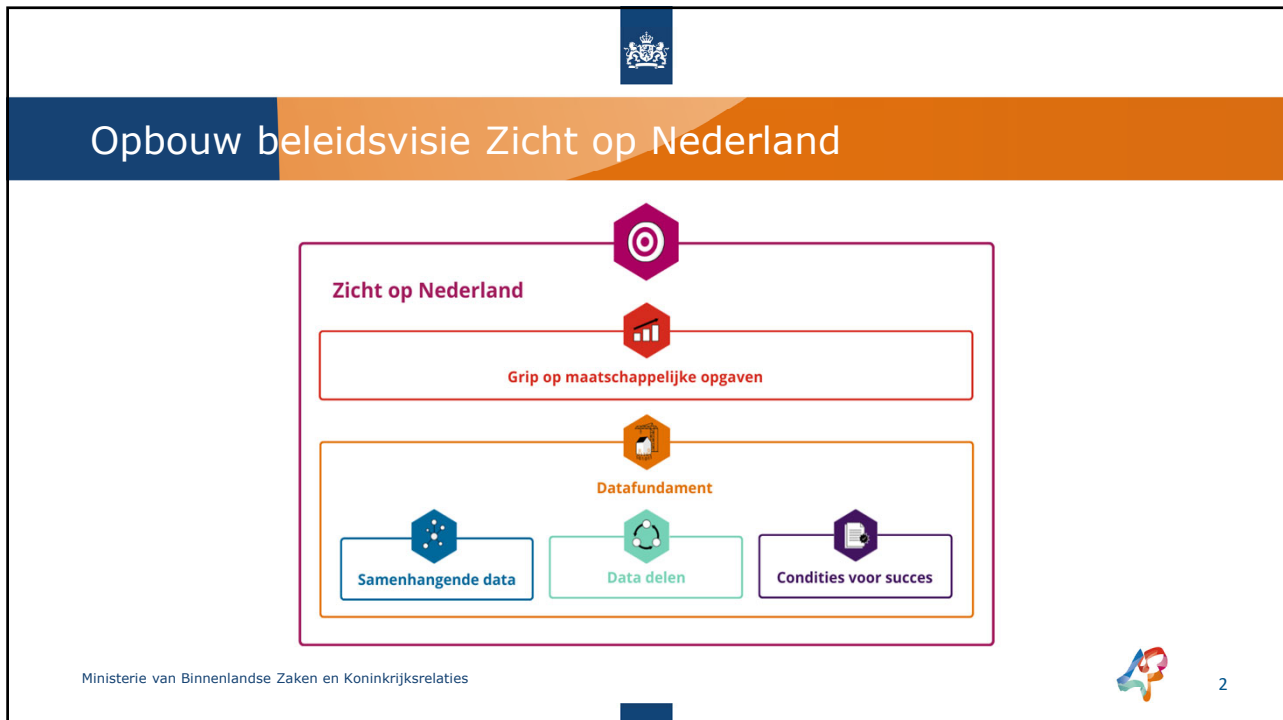 Opbouw beleidsvisie Zicht op Nederland
Zicht op Nederland
Grip op maatschappelijke opgaven
Datafundament
Samenhangende data
Data delen
Condities voor succes
Ministerie van Binnenlandse Zaken en Koninkrijksrelaties
2